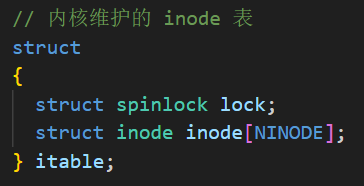 // 内核维护的 inode 表
struct
{
  struct spinlock lock;
  struct inode inode[NINODE];
} itable;